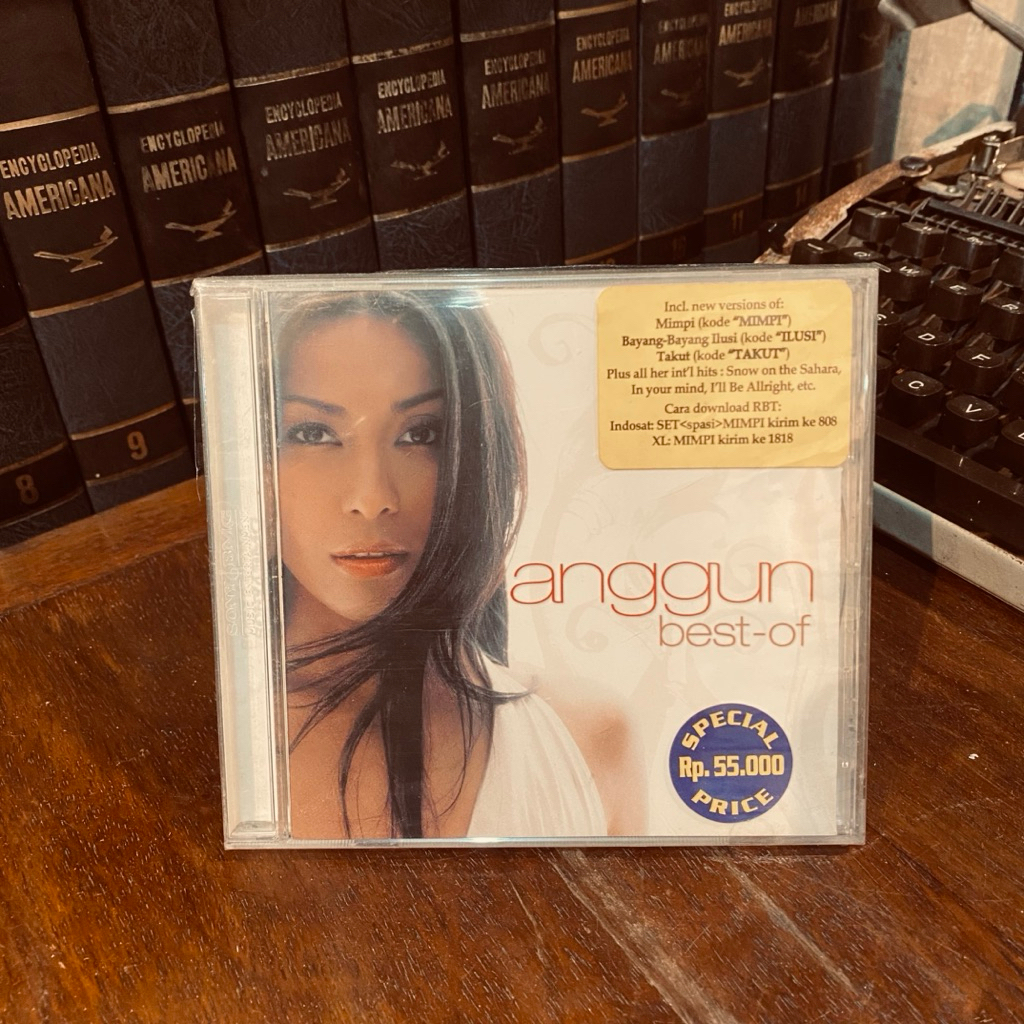 ENCYCLOPEDIA
AMERICANA
8
ENCYCLOPEDIA
AMERICANA
9
ENCYCLOPEDIA
AMERICANA
ENCYCLOPEDIA
AMERICANA
ENCYCLOPEDIA
AMERICANA
ENCYCLOPEDIA
AMERICANA
AMERICANA
AMERICANA
11
AMERICANA
Incl. new versions of:
Mimpi (kode "MIMPI")
Bayang-Bayang Ilusi (kode "ILUSI")
Takut (kode "TAKUT")
Plus all her int'l hits : Snow on the Sahara,
In your mind, I'll Be Allright, etc.
Cara download RBT:
Indosat: SET<spasi>MIMPI kirim ke 808
XL: MIMPI kirim ke 1818
anggun
best-of
SPECIAL
Rp. 55.000
PRICE
D
F
C
V